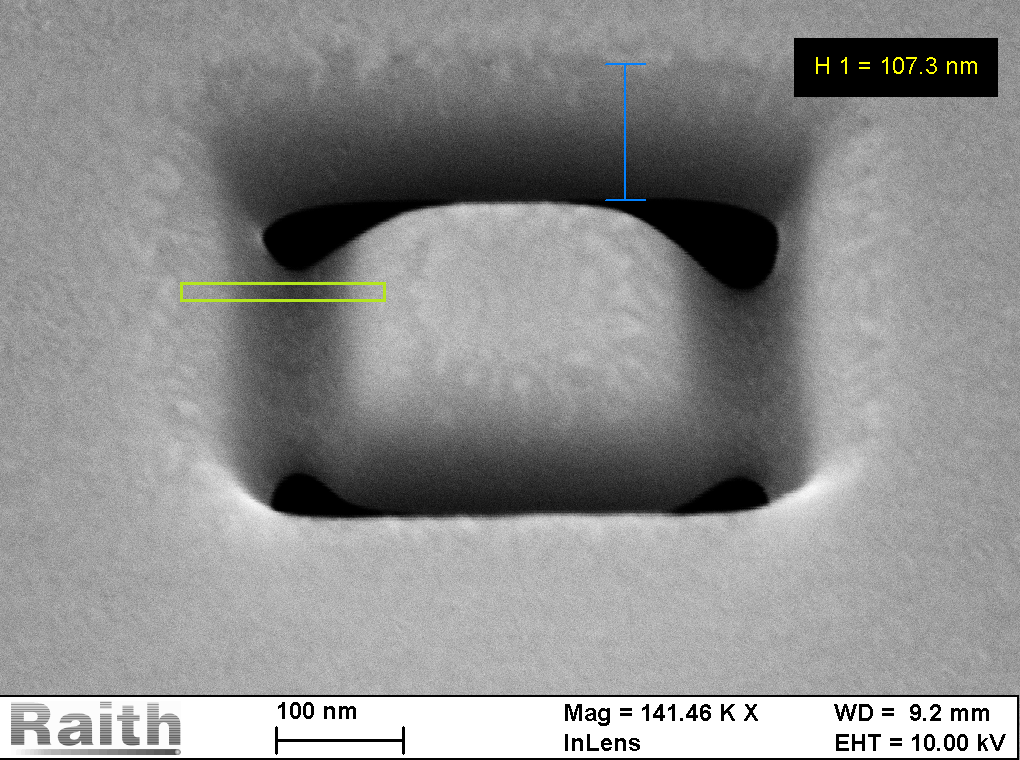 H 1 = 107.3 nm
Raith
100 nm
Mag = 141.46 K X
WD = 9.2 mm
InLens
EHT = 10.00 kV